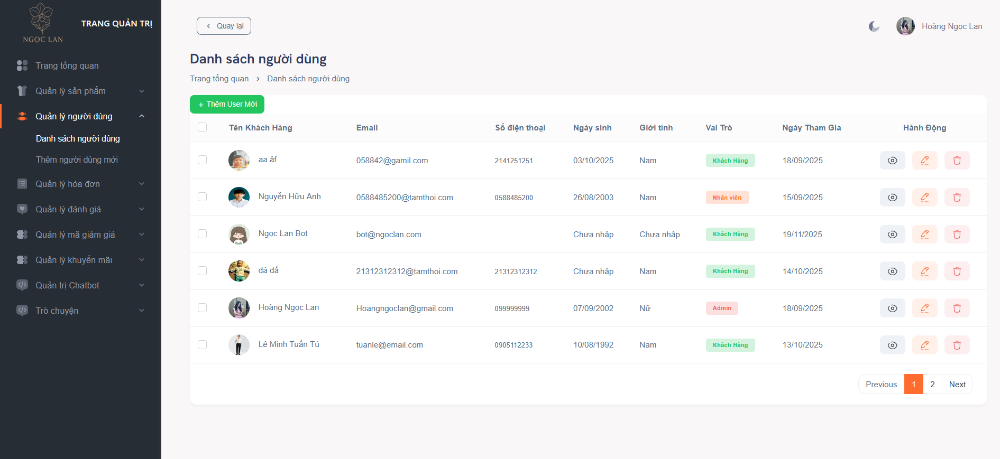 NGỌC LAN
TRANG QUẢN TRỊ
Trang tổng quan
Quản lý sản phẩm
Quản lý người dùng
Danh sách người dùng
Thêm người dùng mới
Quản lý hóa đơn
Quản lý đánh giá
Quản lý mã giảm giá
Quản lý khuyến mãi
Quản trị Chatbot
Trò chuyện
Quay lại
Hoàng Ngọc Lan
Danh sách người dùng
Trang tổng quan > Danh sách người dùng
+ Thêm User Mới
Tên Khách Hàng Email Số điện thoại Ngày sinh Giới tính Vai Trò Ngày Tham Gia Hành Động
aa âf 058842@gamil.com 2141251251 03/10/2025 Nam Khách Hàng 18/09/2025
Nguyễn Hữu Anh 0588485200@tamthoi.com 0588485200 26/08/2003 Nam Nhân viên 15/09/2025
Ngọc Lan Bot bot@ngoclan.com Chưa nhập Chưa nhập Khách Hàng 19/11/2025
đá đấ 21312312312@tamthoi.com 21312312312 Chưa nhập Nam Khách Hàng 14/10/2025
Hoàng Ngọc Lan Hoangngoclan@gmail.com 099999999 07/09/2002 Nữ Admin 18/09/2025
Lê Minh Tuấn Tú tuanle@email.com 0905112233 10/08/1992 Nam Khách Hàng 13/10/2025
Previous 1 2 Next